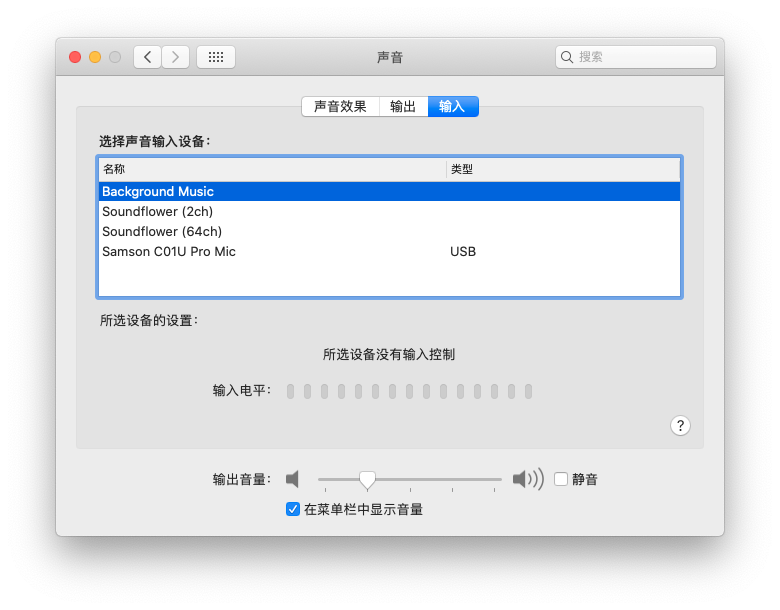 声音
搜索
声音效果 输出 输入
选择声音输入设备：
名称 类型
Background Music
Soundflower (2ch)
Soundflower (64ch)
Samson C01U Pro Mic USB
所选设备的设置：
所选设备没有输入控制
输入电平：
?
输出音量： 静音
在菜单栏中显示音量